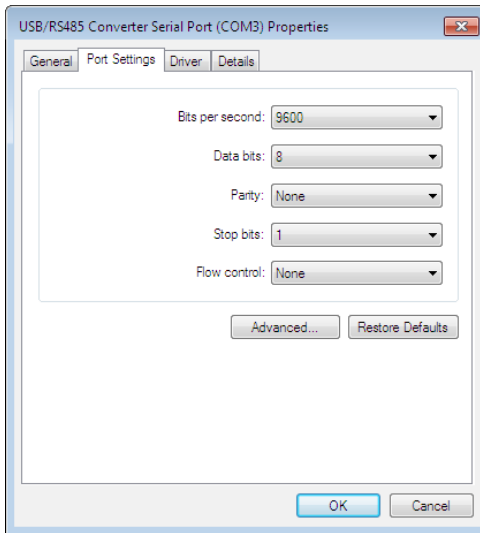 USB/RS485 Converter Serial Port (COM3) Properties
General Port Settings Driver Details
Bits per second: 9600
Data bits: 8
Parity: None
Stop bits: 1
Flow control: None
Advanced... Restore Defaults
OK Cancel